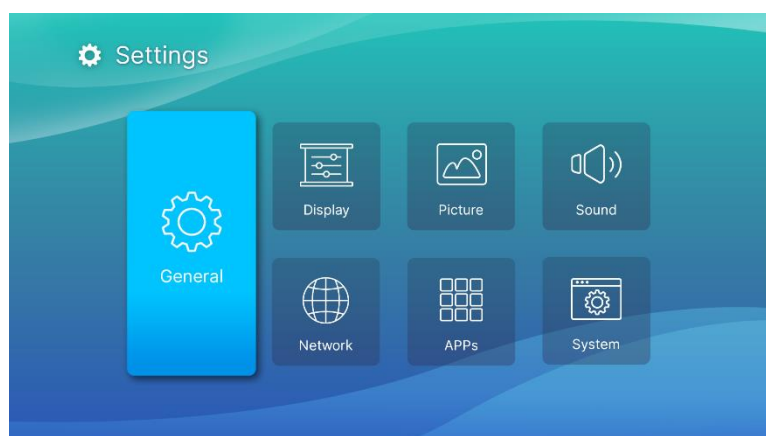 Settings
General
Display
Picture
Sound
Network
APPs
System